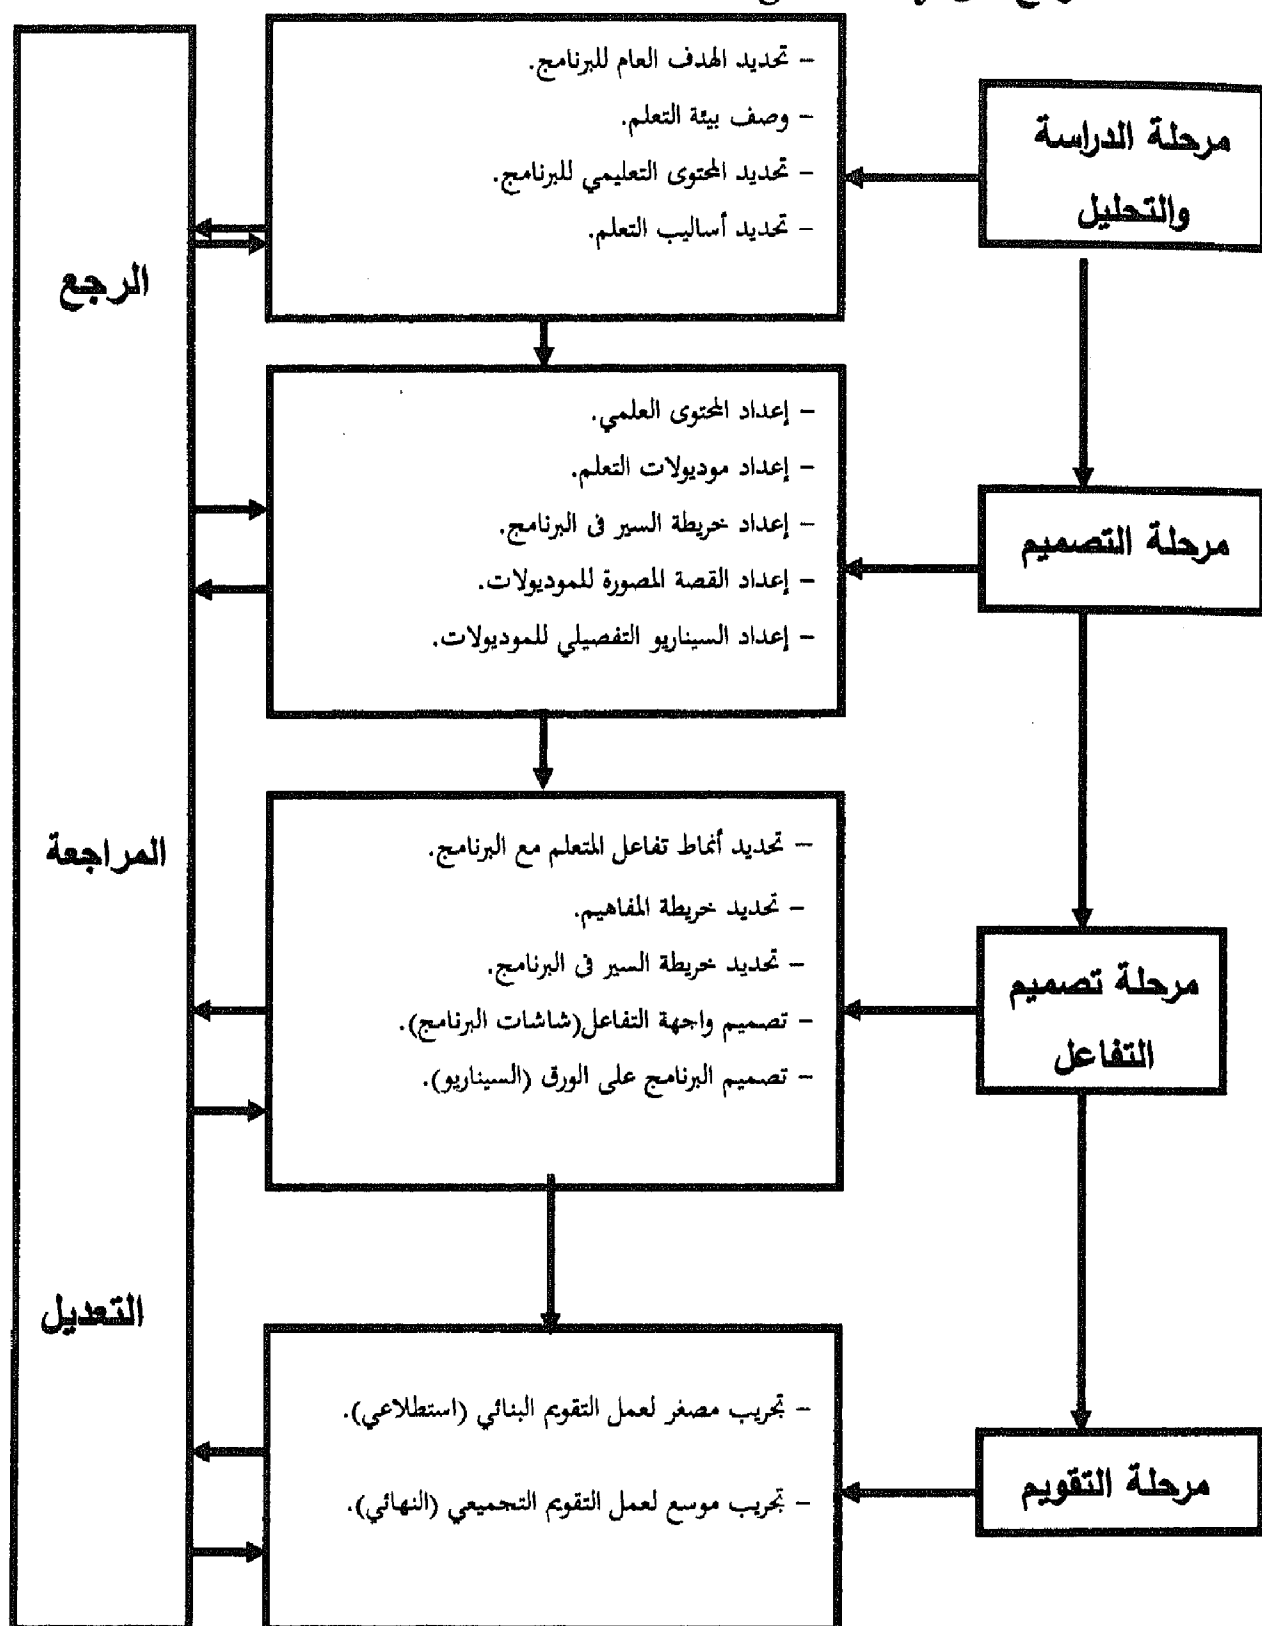 مرحلة الدراسة
والتحليل
– تحديد الهدف العام للبرنامج.
– وصف بيئة التعلم.
– تحديد المحتوى التعليمي للبرنامج.
– تحديد أساليب التعلم.
الرجع
مرحلة التصميم
– إعداد المحتوى العلمي.
– إعداد موديولات التعلم.
– إعداد خريطة السير فى البرنامج.
– إعداد القصة المصورة للموديولات.
– إعداد السيناريو التفصيلي للموديولات.
المراجعة
مرحلة تصميم
التفاعل
– تحديد أنماط تفاعل المتعلم مع البرنامج.
– تحديد خريطة المفاهيم.
– تحديد خريطة السير فى البرنامج.
– تصميم واجهة التفاعل(شاشات البرنامج).
– تصميم البرنامج على الورق (السيناريو).
التعديل
مرحلة التقويم
– تجريب مصغر لعمل التقويم البنائي (استطلاعي).
– تجريب موسع لعمل التقويم التجميعي (النهائي).